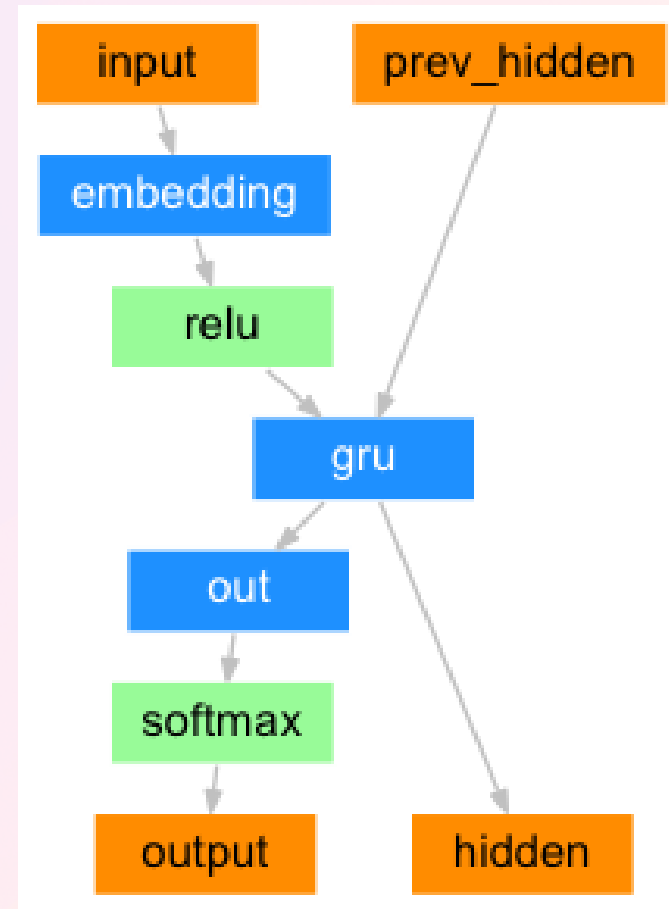 input
prev_hidden
embedding
relu
gru
out
softmax
output
hidden